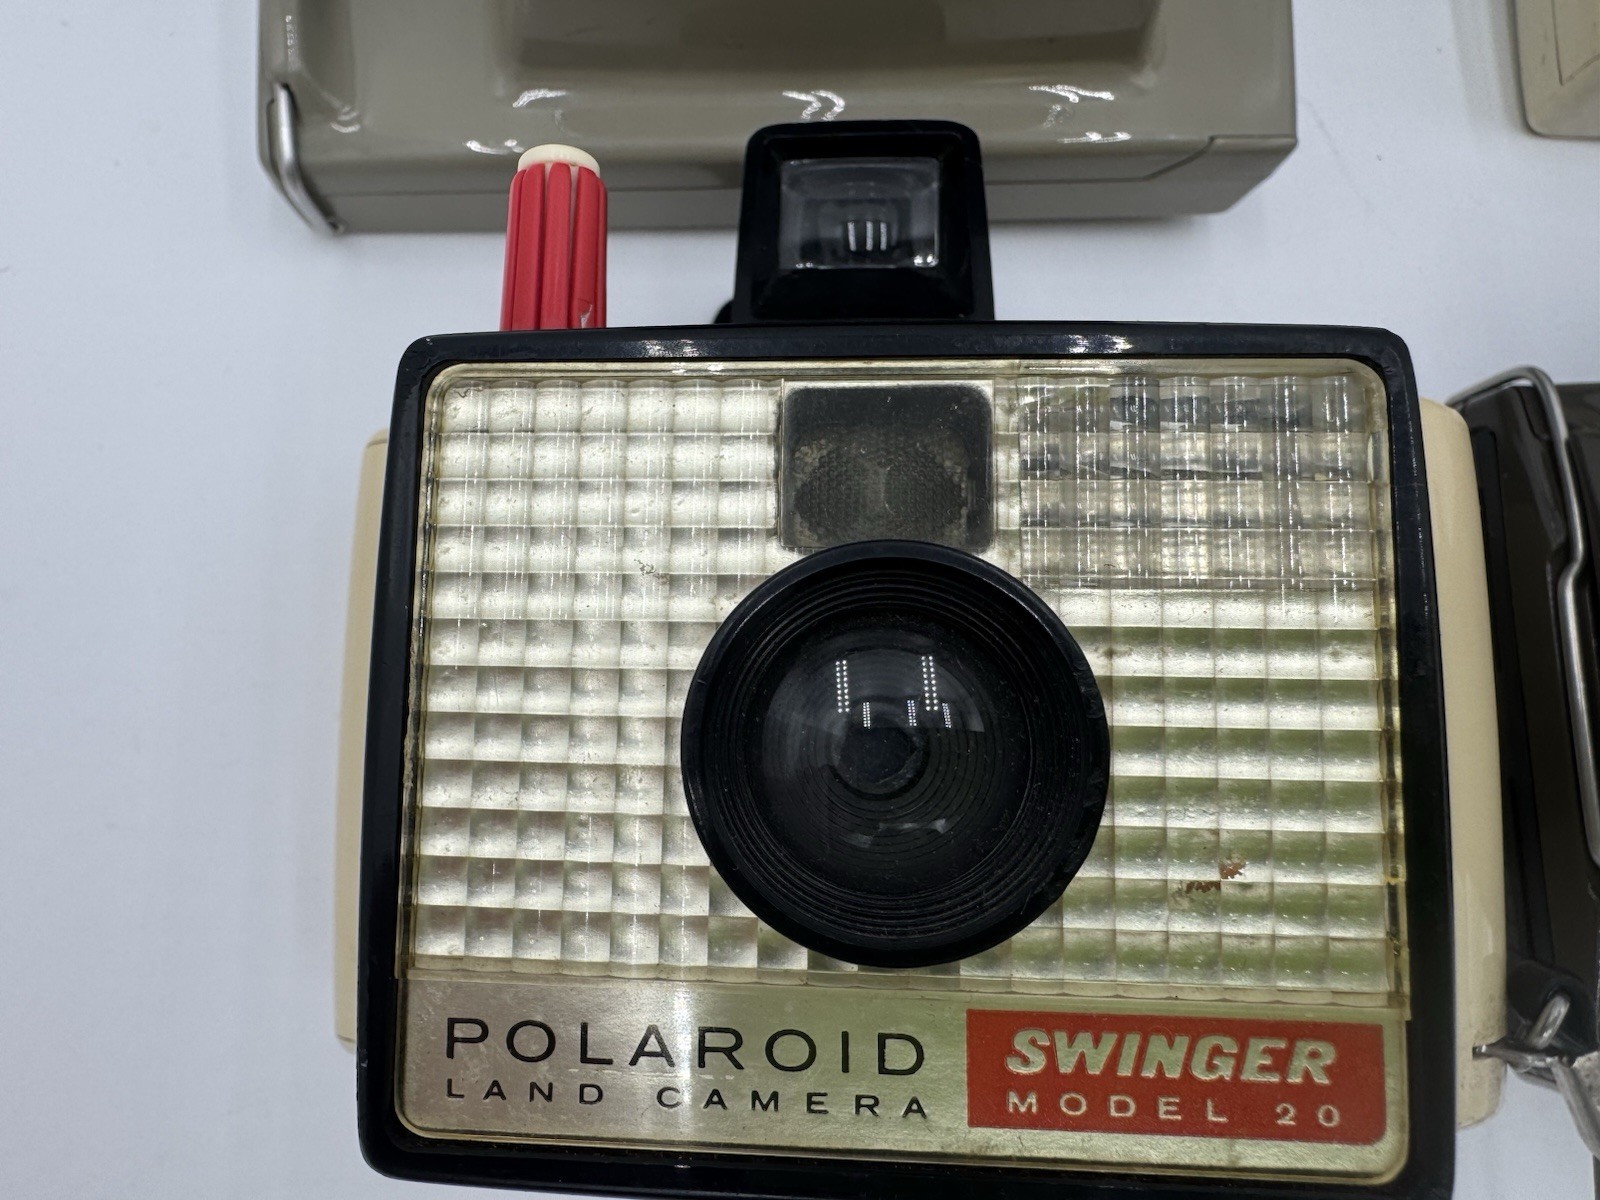 POLAROID
LAND CAMERA
SWINGER
MODEL 20